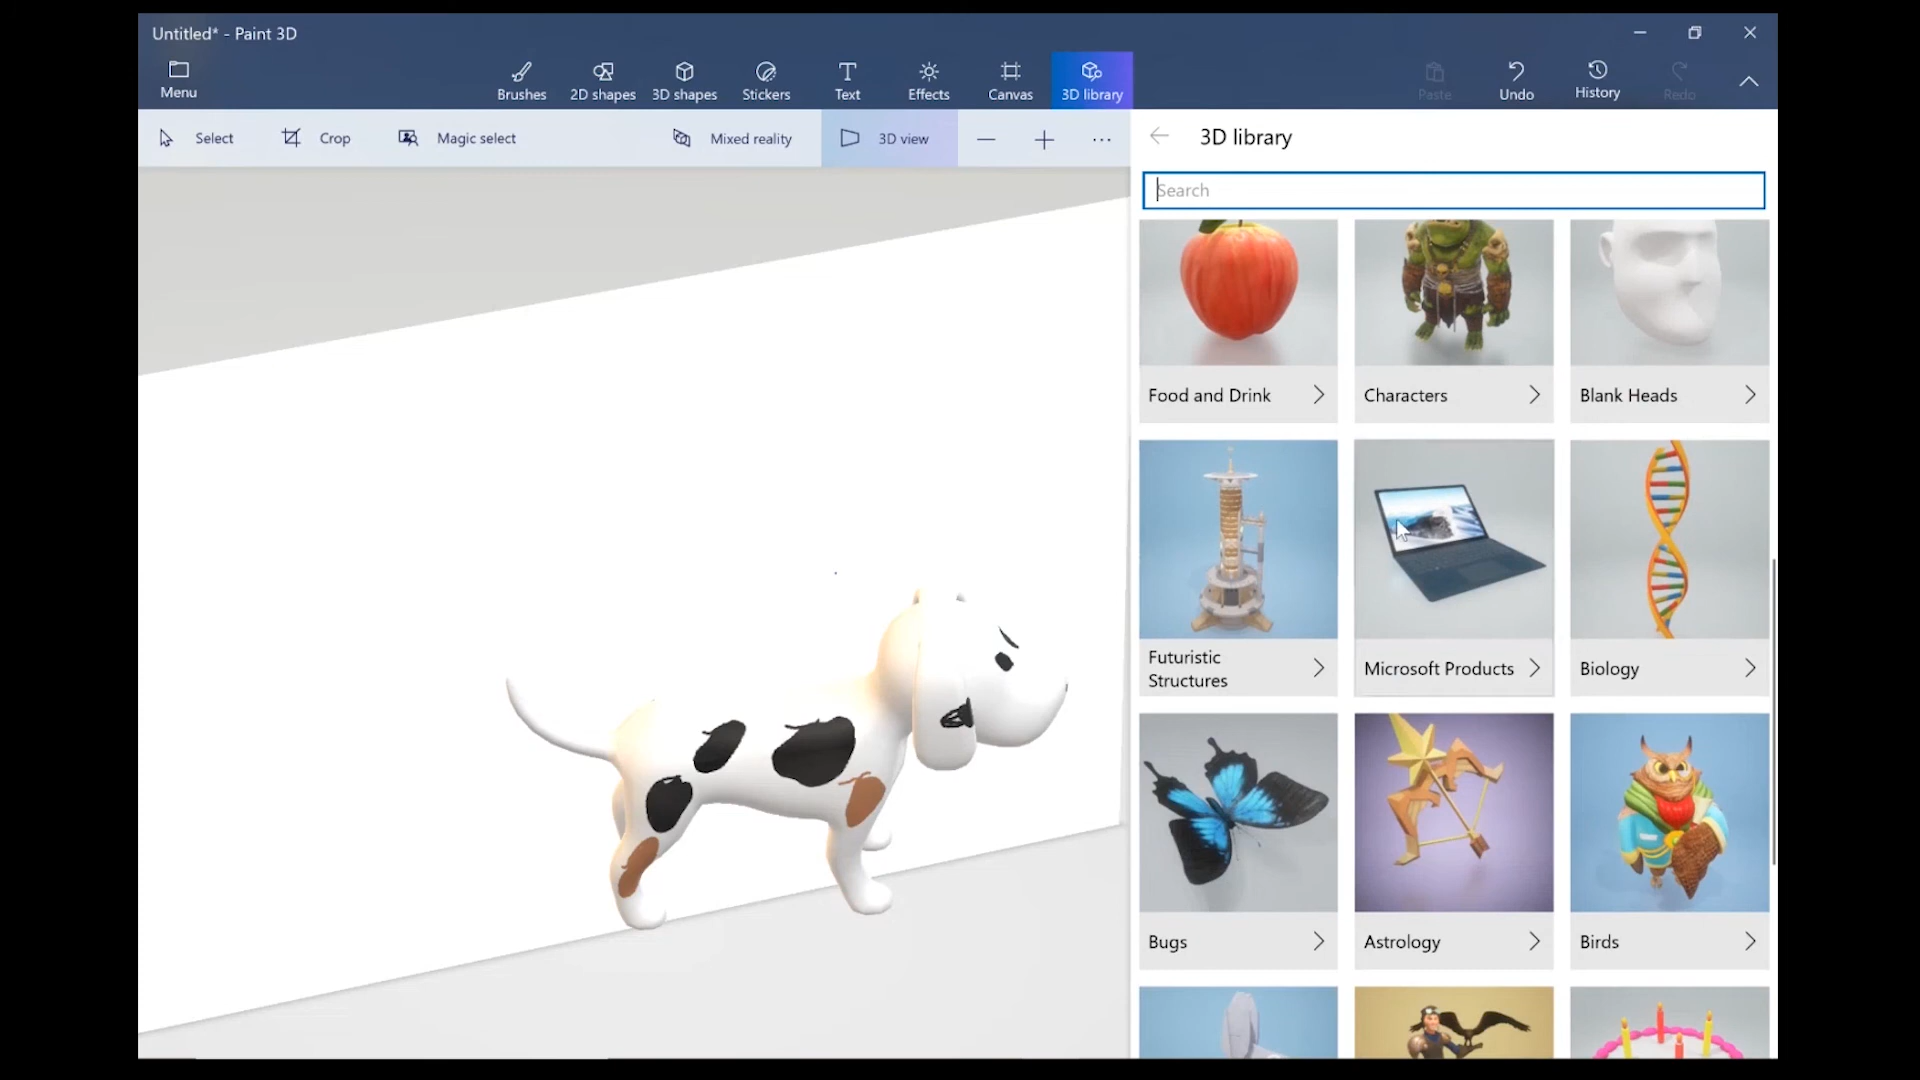 Untitled* - Paint 3D
Menu
Brushes
2D shapes
3D shapes
Stickers
Text
Effects
Canvas
3D library
Paste
Undo
History
Redo
Select
Crop
Magic select
Mixed reality
3D view
3D library
Search
Food and Drink
Characters
Blank Heads
Futuristic
Structures
Microsoft Products
Biology
Bugs
Astrology
Birds